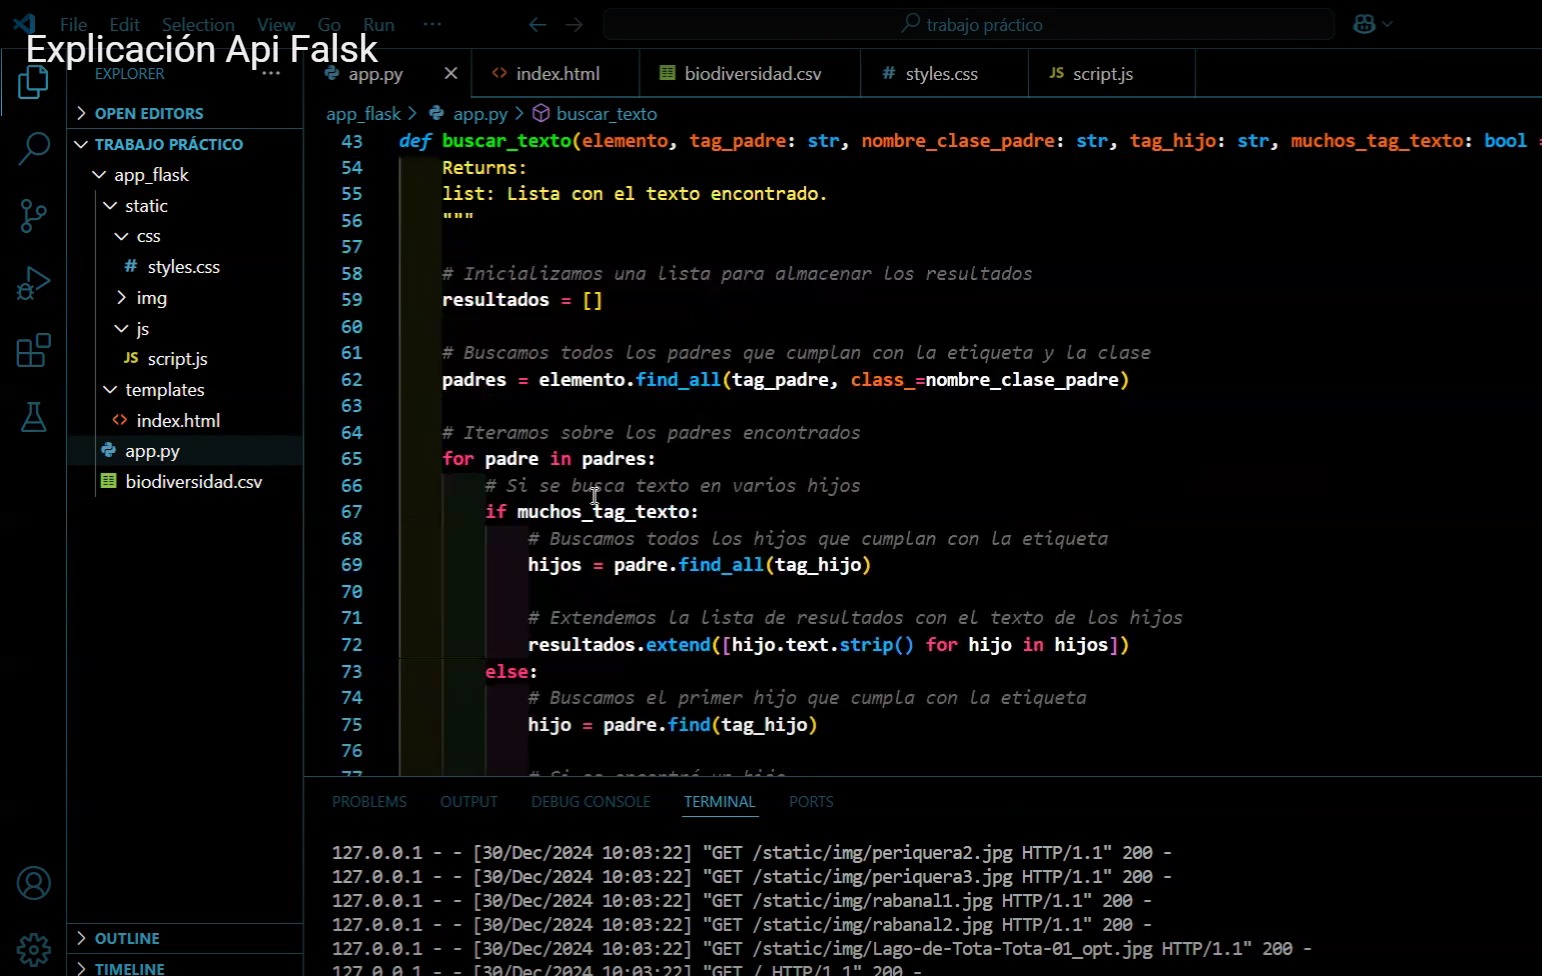 File Edit Selection View Go Run ··· trabajo práctico
Explicación Api Falsk
EXPLORER ···
app.py index.html biodiversidad.csv # styles.css JS script.js
OPEN EDITORS
TRABAJO PRÁCTICO
app_flask
static
css
# styles.css
img
js
JS script.js
templates
index.html
app.py
biodiversidad.csv
OUTLINE
TIMELINE
app_flask > app.py > buscar_texto
43 def buscar_texto(elemento, tag_padre: str, nombre_clase_padre: str, tag_hijo: str, muchos_tag_texto: bool =
54 Returns:
55 list: Lista con el texto encontrado.
56 """
57
58 # Inicializamos una lista para almacenar los resultados
59 resultados = []
60
61 # Buscamos todos los padres que cumplan con la etiqueta y la clase
62 padres = elemento.find_all(tag_padre, class_=nombre_clase_padre)
63
64 # Iteramos sobre los padres encontrados
65 for padre in padres:
66 # Si se busca texto en varios hijos
67 if muchos_tag_texto:
68 # Buscamos todos los hijos que cumplan con la etiqueta
69 hijos = padre.find_all(tag_hijo)
70
71 # Extendemos la lista de resultados con el texto de los hijos
72 resultados.extend([hijo.text.strip() for hijo in hijos])
73 else:
74 # Buscamos el primer hijo que cumpla con la etiqueta
75 hijo = padre.find(tag_hijo)
76
77 # Si se encontró un hijo
PROBLEMS OUTPUT DEBUG CONSOLE TERMINAL PORTS
127.0.0.1 - - [30/Dec/2024 10:03:22] "GET /static/img/periquera2.jpg HTTP/1.1" 200 -
127.0.0.1 - - [30/Dec/2024 10:03:22] "GET /static/img/periquera3.jpg HTTP/1.1" 200 -
127.0.0.1 - - [30/Dec/2024 10:03:22] "GET /static/img/rabanal1.jpg HTTP/1.1" 200 -
127.0.0.1 - - [30/Dec/2024 10:03:22] "GET /static/img/rabanal2.jpg HTTP/1.1" 200 -
127.0.0.1 - - [30/Dec/2024 10:03:22] "GET /static/img/Lago-de-Tota-Tota-01_opt.jpg HTTP/1.1" 200 -
127.0.0.1 - - [30/Dec/2024 10:03:22] "GET / HTTP/1.1" 200 -